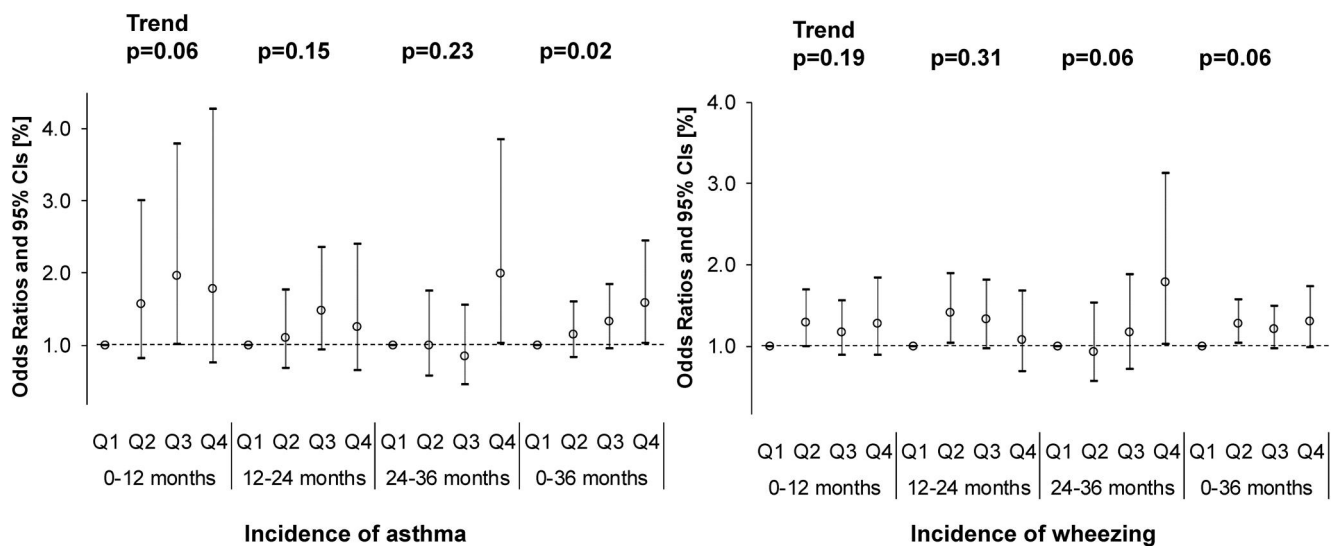 Trend
p=0.06 p=0.15 p=0.23 p=0.02
Odds Ratios and 95% CIs [%]
4.0
3.0
2.0
1.0
Q1 Q2 Q3 Q4 Q1 Q2 Q3 Q4 Q1 Q2 Q3 Q4 Q1 Q2 Q3 Q4
0-12 months 12-24 months 24-36 months 0-36 months
Incidence of asthma
Trend
p=0.19 p=0.31 p=0.06 p=0.06
Odds Ratios and 95% CIs [%]
4.0
3.0
2.0
1.0
Q1 Q2 Q3 Q4 Q1 Q2 Q3 Q4 Q1 Q2 Q3 Q4 Q1 Q2 Q3 Q4
0-12 months 12-24 months 24-36 months 0-36 months
Incidence of wheezing